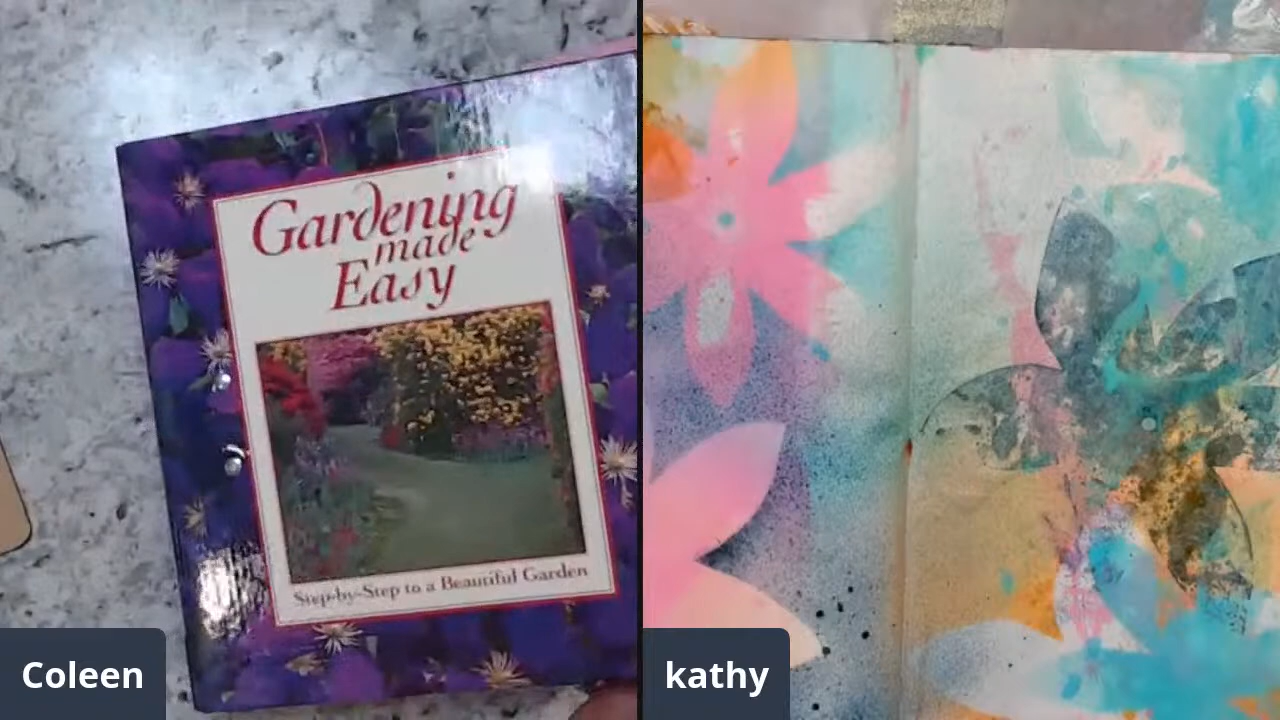 Gardening
made
Easy
Step-by-Step to a Beautiful Garden
Coleen
kathy